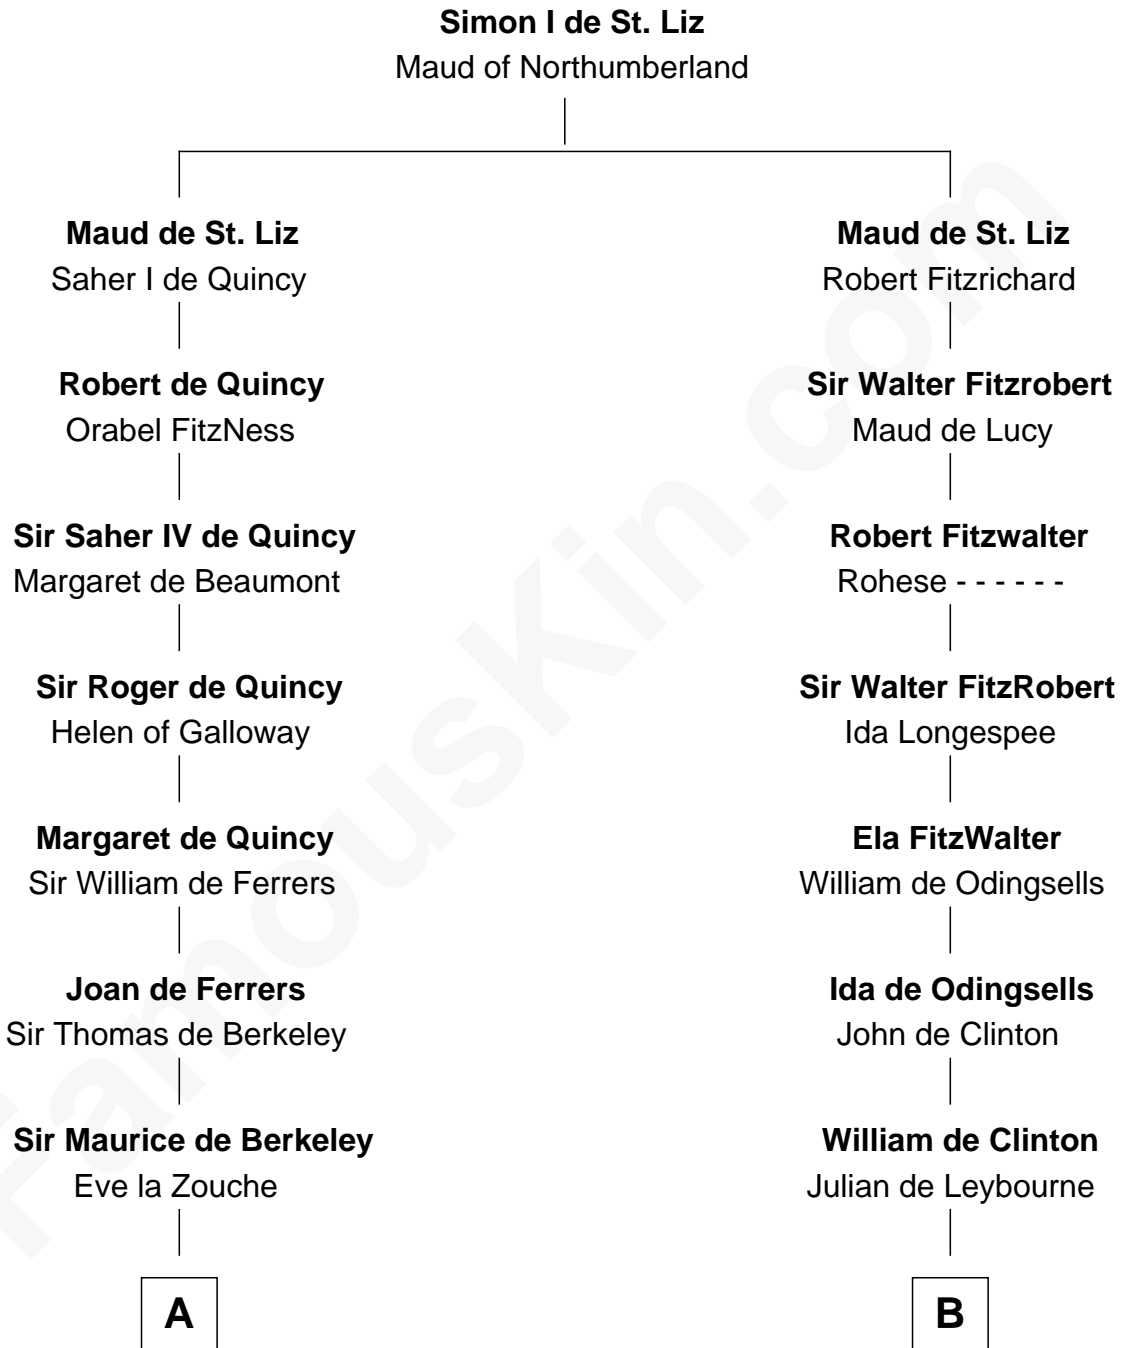 Simon I de St. Liz
Maud of Northumberland
Maud de St. Liz
Saher I de Quincy
Robert de Quincy
Orabel FitzNess
Sir Saher IV de Quincy
Margaret de Beaumont
Sir Roger de Quincy
Helen of Galloway
Margaret de Quincy
Sir William de Ferrers
Joan de Ferrers
Sir Thomas de Berkeley
Sir Maurice de Berkeley
Eve la Zouche
A
Maud de St. Liz
Robert Fitzrichard
Sir Walter Fitzrobert
Maud de Lucy
Robert Fitzwalter
Rohese - - - - - -
Sir Walter FitzRobert
Ida Longespee
Ela FitzWalter
William de Odingsells
Ida de Odingsells
John de Clinton
William de Clinton
Julian de Leybourne
B
FamousKin.com